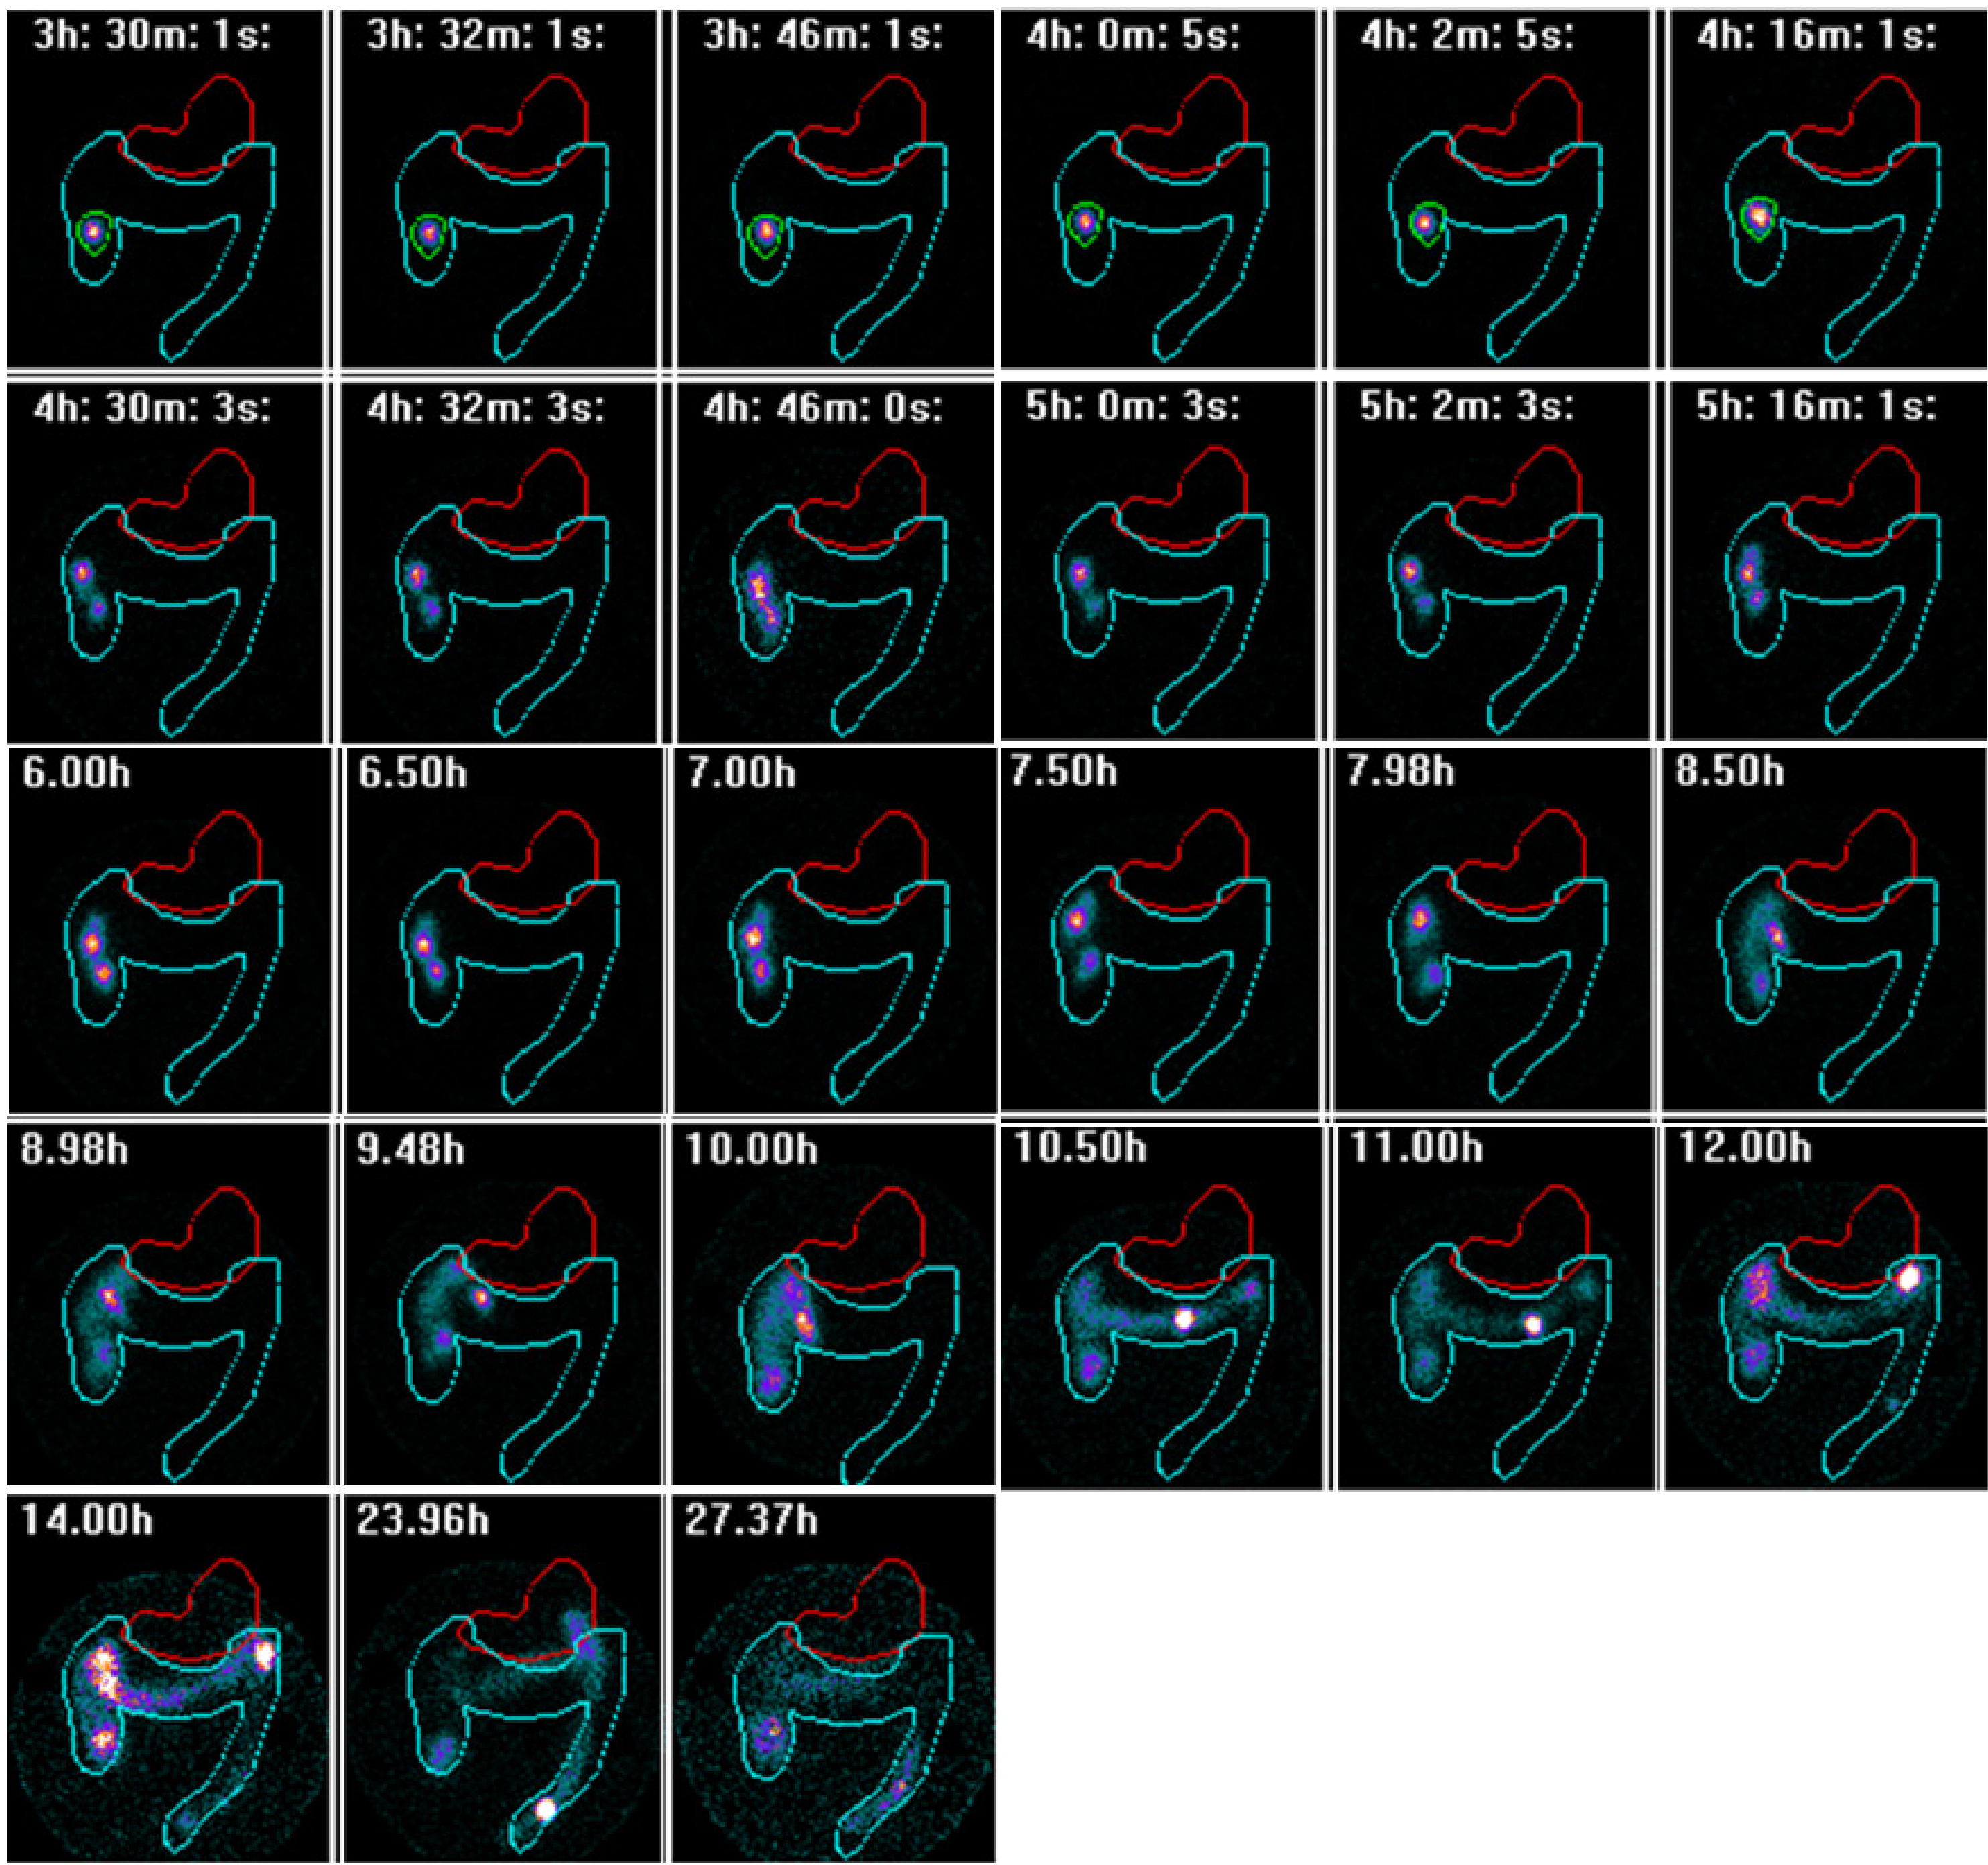 3h: 30m: 1s:
3h: 32m: 1s:
3h: 46m: 1s:
4h: 0m: 5s:
4h: 2m: 5s:
4h: 16m: 1s:
4h: 30m: 3s:
4h: 32m: 3s:
4h: 46m: 0s:
5h: 0m: 3s:
5h: 2m: 3s:
5h: 16m: 1s:
6.00h
6.50h
7.00h
7.50h
7.98h
8.50h
8.98h
9.48h
10.00h
10.50h
11.00h
12.00h
14.00h
23.96h
27.37h